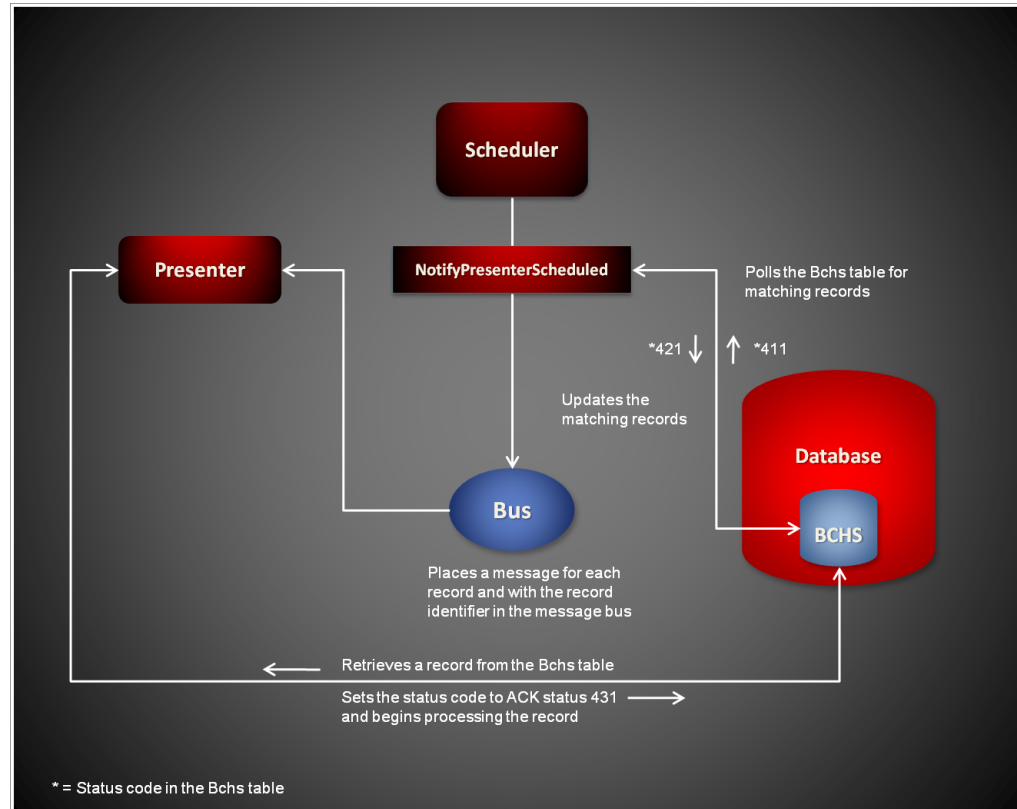 Scheduler
Presenter
NotifyPresenterScheduled
Polls the Bchs table for
matching records
*421
*411
Updates the
matching records
Database
Bus
BCHS
Places a message for each
record and with the record
identifier in the message bus
Retrieves a record from the Bchs table
Sets the status code to ACK status 431
and begins processing the record
* = Status code in the Bchs table